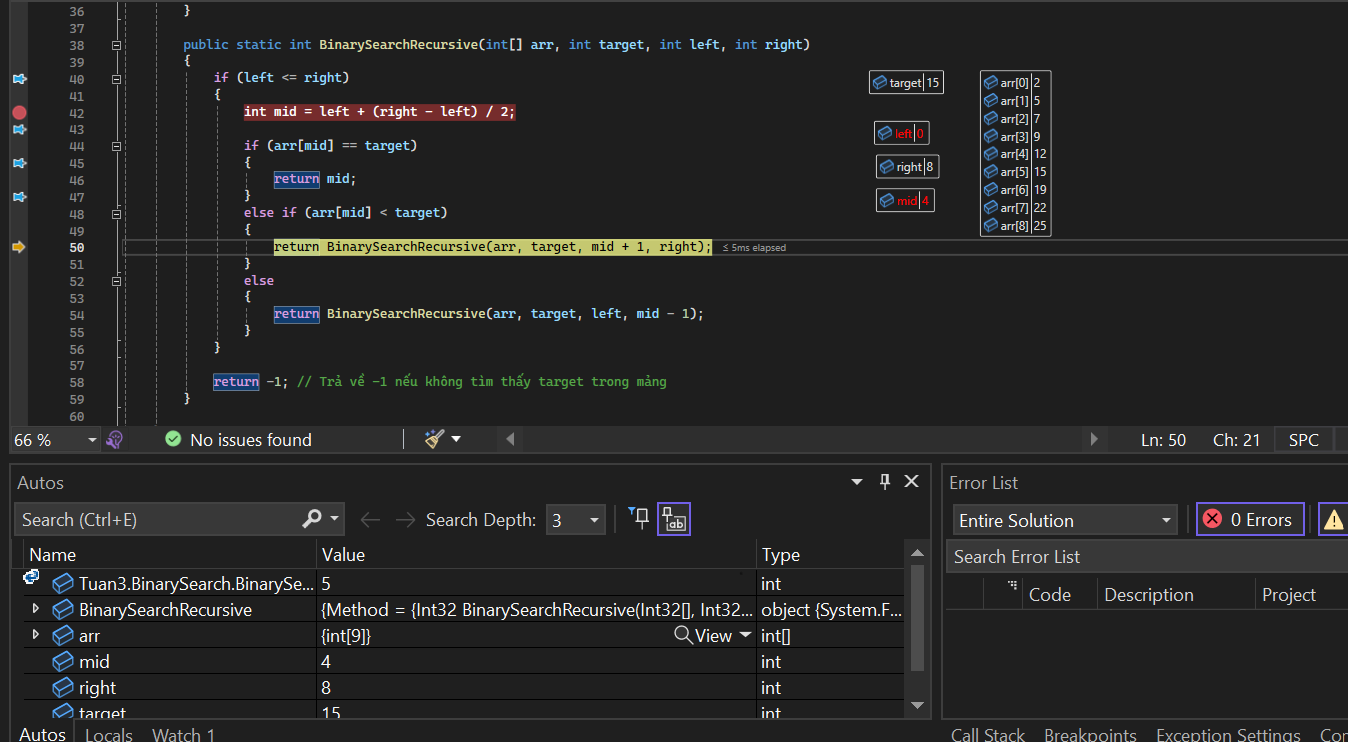 36 }
37
38 public static int BinarySearchRecursive(int[] arr, int target, int left, int right)
39 {
40 if (left <= right)
41 {
42 int mid = left + (right - left) / 2;
43
44 if (arr[mid] == target)
45 {
46 return mid;
47 }
48 else if (arr[mid] < target)
49 {
50 return BinarySearchRecursive(arr, target, mid + 1, right); ≤ 5ms elapsed
51 }
52 else
53 {
54 return BinarySearchRecursive(arr, target, left, mid - 1);
55 }
56 }
57
58 return -1; // Trả về -1 nếu không tìm thấy target trong mảng
59 }
60
target 15
left 0
right 8
mid 4
arr[0] 2
arr[1] 5
arr[2] 7
arr[3] 9
arr[4] 12
arr[5] 15
arr[6] 19
arr[7] 22
arr[8] 25
66 % No issues found Ln: 50 Ch: 21 SPC
Autos
Search (Ctrl+E) Search Depth: 3
Name Value Type
Tuan3.BinarySearch.BinarySe... 5 int
BinarySearchRecursive {Method = {Int32 BinarySearchRecursive(Int32[], Int32... object {System.F...
arr {int[9]} View int[]
mid 4 int
right 8 int
target 15 int
Autos Locals Watch 1
Error List
Entire Solution 0 Errors
Search Error List
Code Description Project
Call Stack Breakpoints Exception Settings